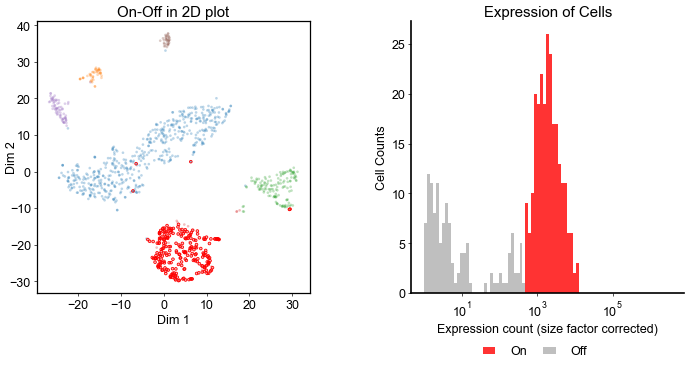 On-Off in 2D plot
40
30
20
10
0
−10
−20
−30
Dim 2
−20 −10 0 10 20 30
Dim 1
Expression of Cells
25
20
15
10
5
0
Cell Counts
10¹ 10³ 10⁵
Expression count (size factor corrected)
On Off